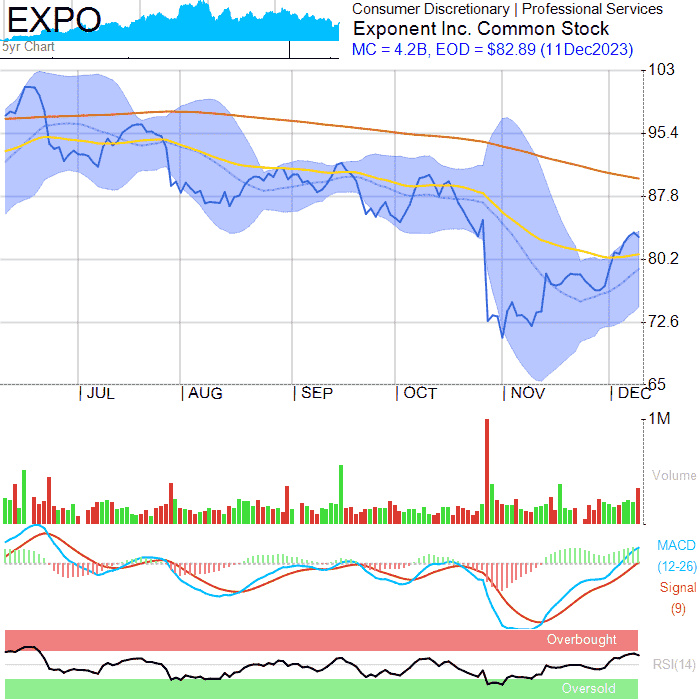 EXPO
5yr Chart
Consumer Discretionary | Professional Services
Exponent Inc. Common Stock
MC = 4.2B, EOD = $82.89 (11Dec2023)
103
95.4
87.8
80.2
72.6
65
JUL
AUG
SEP
OCT
NOV
DEC
1M
Volume
MACD
(12-26)
Signal
(9)
Overbought
RSI(14)
Oversold